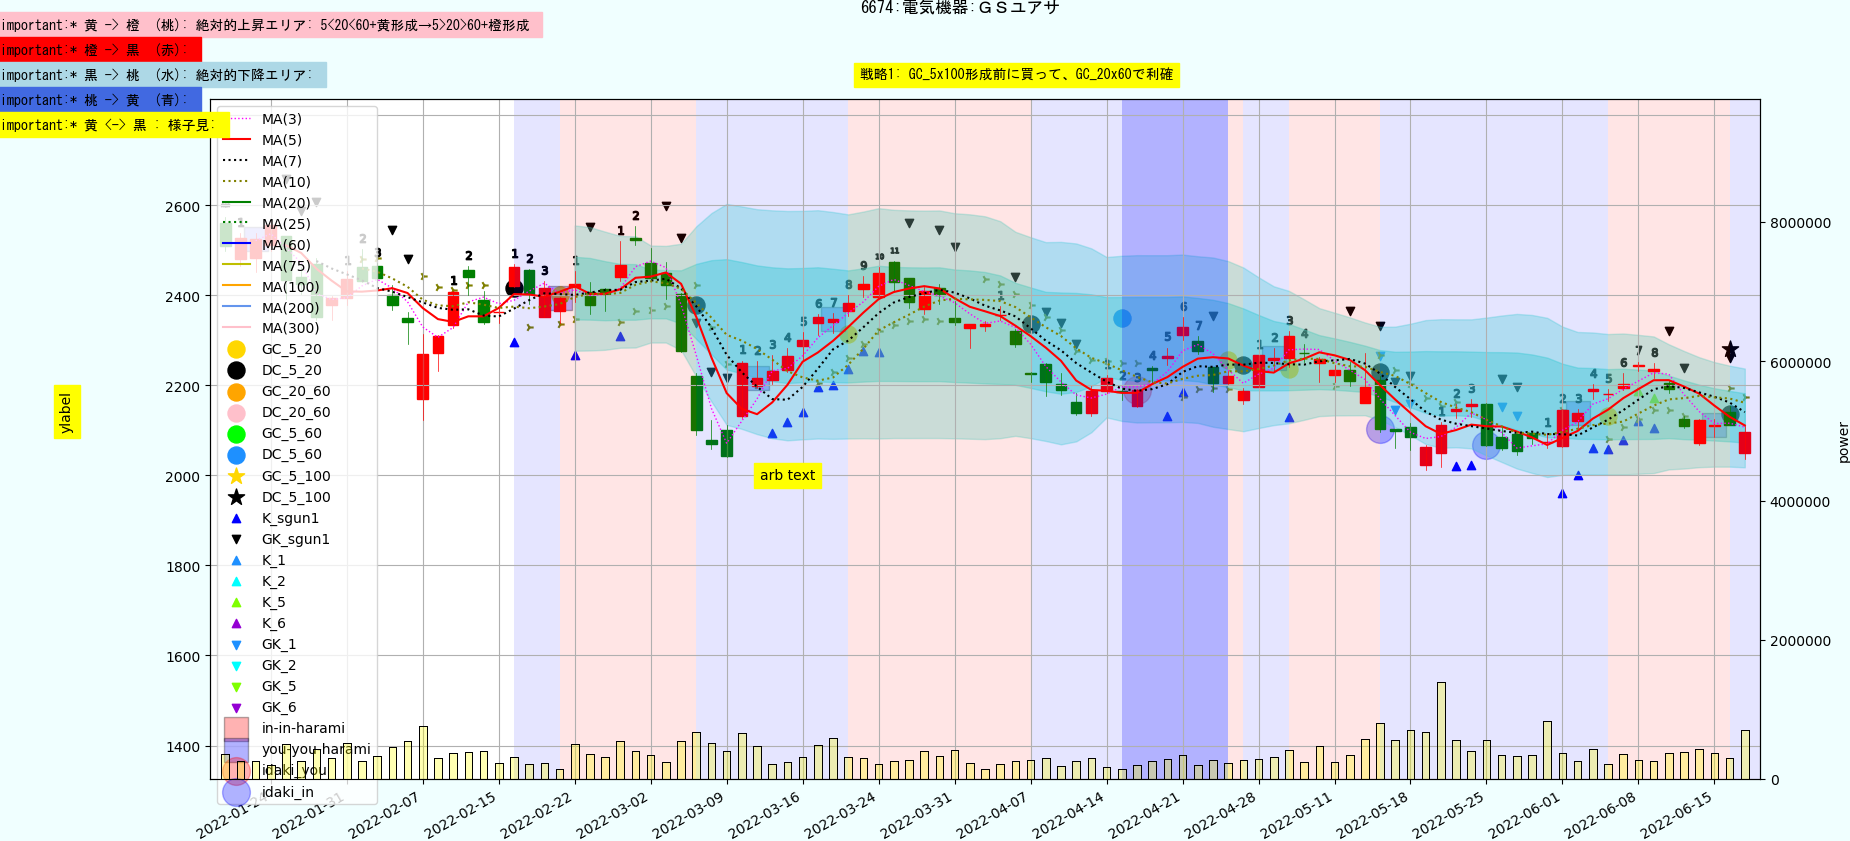 6674:電気機器:ＧＳユアサ
important:* 黄 -> 橙 (桃): 絶対的上昇エリア: 5<20<60+黄形成→5>20>60+橙形成
important:* 橙 -> 黒 (赤):
important:* 黒 -> 桃 (水): 絶対的下降エリア:
important:* 桃 -> 黄 (青):
important:* 黄 <-> 黒 : 様子見:
戦略1: GC_5x100形成前に買って、GC_20x60で利確
MA(3)
MA(5)
MA(7)
MA(10)
MA(20)
MA(25)
MA(60)
MA(75)
MA(100)
MA(200)
MA(300)
GC_5_20
DC_5_20
GC_20_60
DC_20_60
GC_5_60
DC_5_60
GC_5_100
DC_5_100
K_sgun1
GK_sgun1
K_1
K_2
K_5
K_6
GK_1
GK_2
GK_5
GK_6
in-in-harami
you-you-harami
idaki_you
idaki_in
2600
2400
2200
2000
1800
1600
1400
ylabel
arb text
8000000
6000000
4000000
2000000
0
power
2022-01-24
2022-01-31
2022-02-07
2022-02-15
2022-02-22
2022-03-02
2022-03-09
2022-03-16
2022-03-24
2022-03-31
2022-04-07
2022-04-14
2022-04-21
2022-04-28
2022-05-11
2022-05-18
2022-05-25
2022-06-01
2022-06-08
2022-06-15